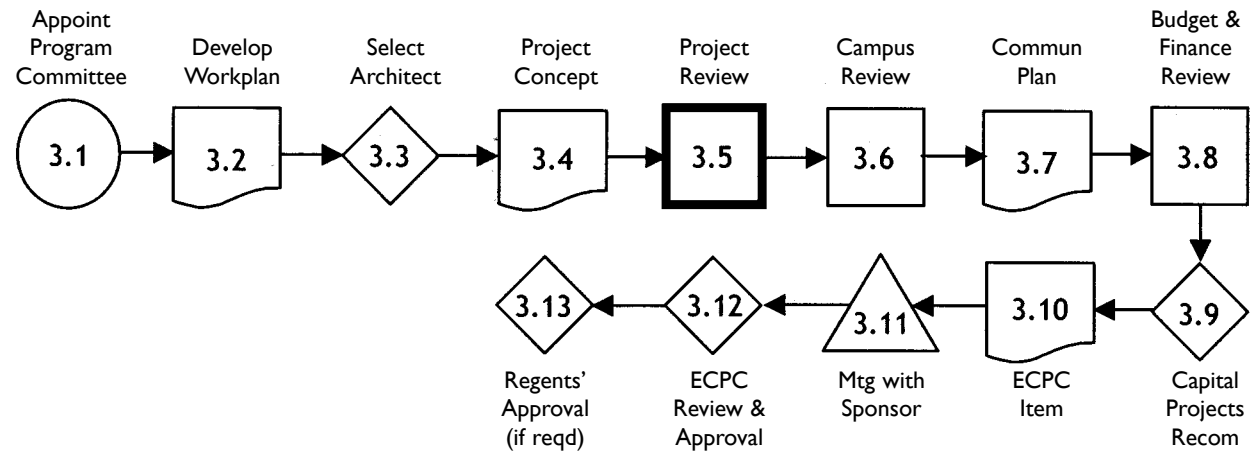 Appoint
Program
Committee
Develop
Workplan
Select
Architect
Project
Concept
Project
Review
Campus
Review
Commun
Plan
Budget &
Finance
Review
3.1
3.2
3.3
3.4
3.5
3.6
3.7
3.8
3.13
3.12
3.11
3.10
3.9
Regents’
Approval
(if reqd)
ECPC
Review &
Approval
Mtg with
Sponsor
ECPC
Item
Capital
Projects
Recom